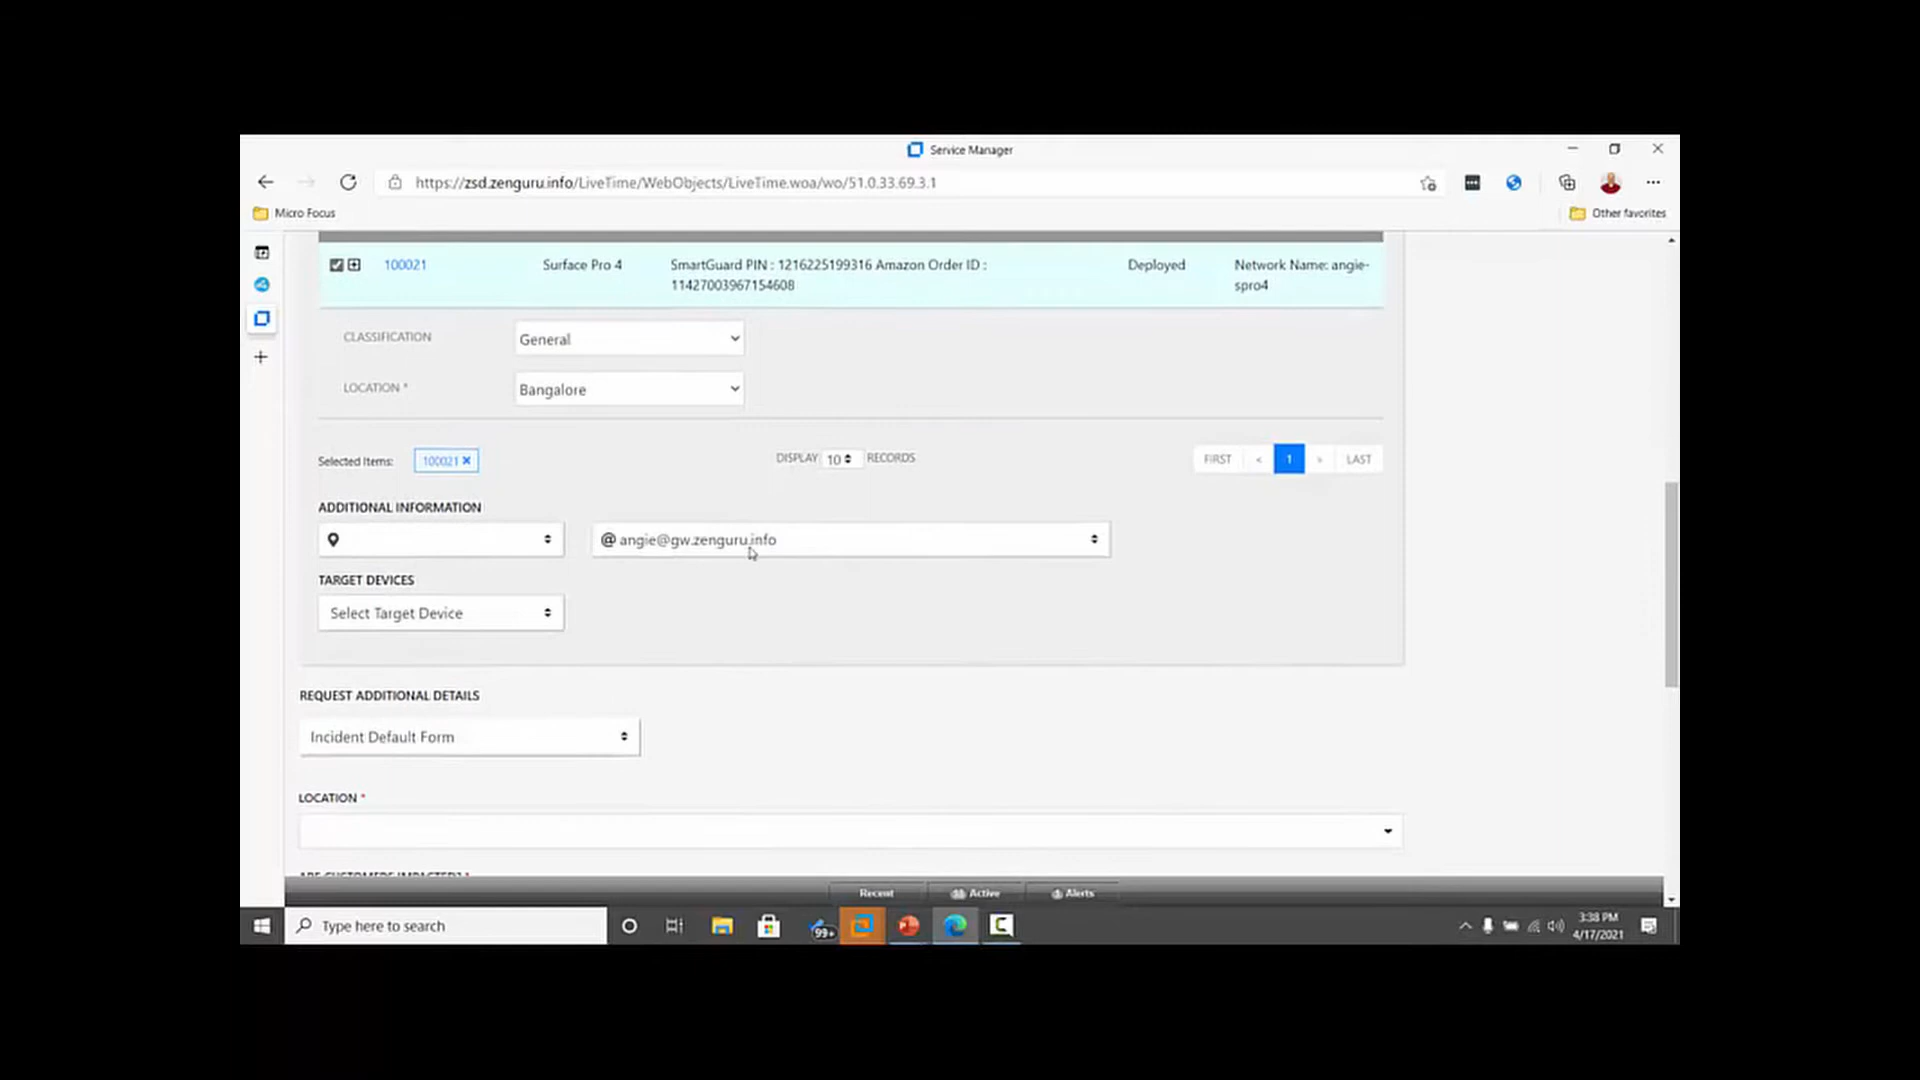 Service Manager
https://zsd.zenguru.info/LiveTime/WebObjects/LiveTime.woa/wo/51.0.33.69.3.1
Micro Focus
Other favorites
100021 Surface Pro 4 SmartGuard PIN : 1216225199316 Amazon Order ID : Deployed Network Name: angie-
11427003967154608 spro4
CLASSIFICATION General
LOCATION * Bangalore
Selected Items: 100021 × DISPLAY 10 RECORDS FIRST < 1 > LAST
ADDITIONAL INFORMATION
@ angie@gw.zenguru.info
TARGET DEVICES
Select Target Device
REQUEST ADDITIONAL DETAILS
Incident Default Form
LOCATION *
ARE CUSTOMERS IMPACTED? *
Recent Active Alerts
Type here to search
99+
3:38 PM
4/17/2021